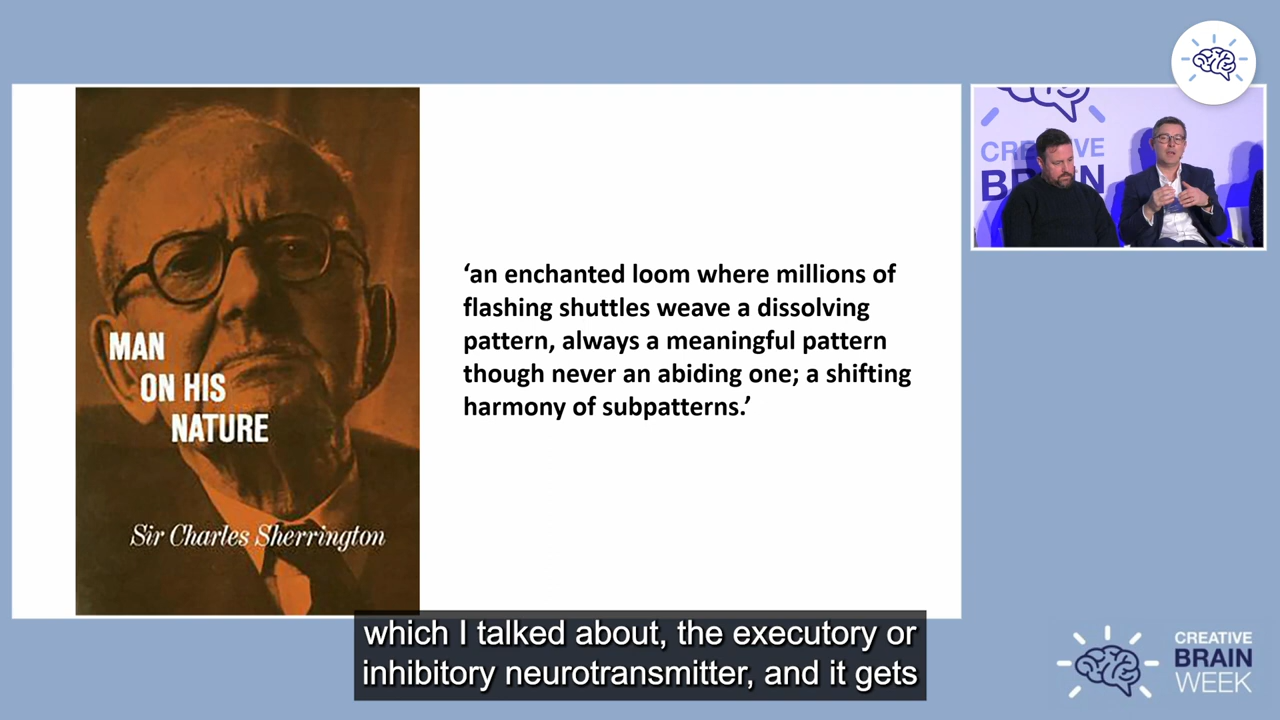 MAN
ON HIS
NATURE
Sir Charles Sherrington
‘an enchanted loom where millions of
flashing shuttles weave a dissolving
pattern, always a meaningful pattern
though never an abiding one; a shifting
harmony of subpatterns.’
CREATIVE
BRAIN
which I talked about, the executory or
inhibitory neurotransmitter, and it gets
CREATIVE
BRAIN
WEEK